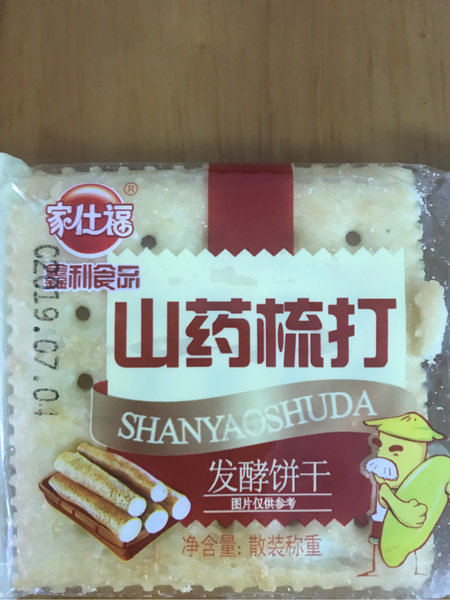 家仕福
®
鑫利食品
C2019.07.01
山药梳打
SHANYAOSHUDA
发酵饼干
图片仅供参考
净含量: 散装称重